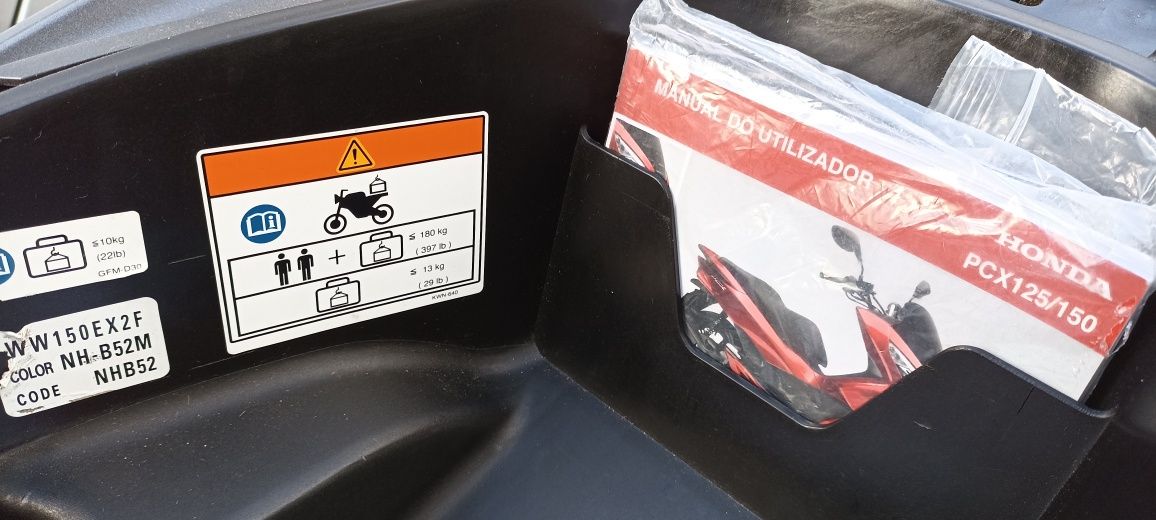 ≦10kg
(22lb)
GFM-D30
WW150EX2F
COLOR NH-B52M
CODE NHB52
≦ 180 kg
( 397 lb )
+
≦ 13 kg
( 29 lb )
KWN 640
MANUAL DO UTILIZADOR
HONDA
PCX125/150